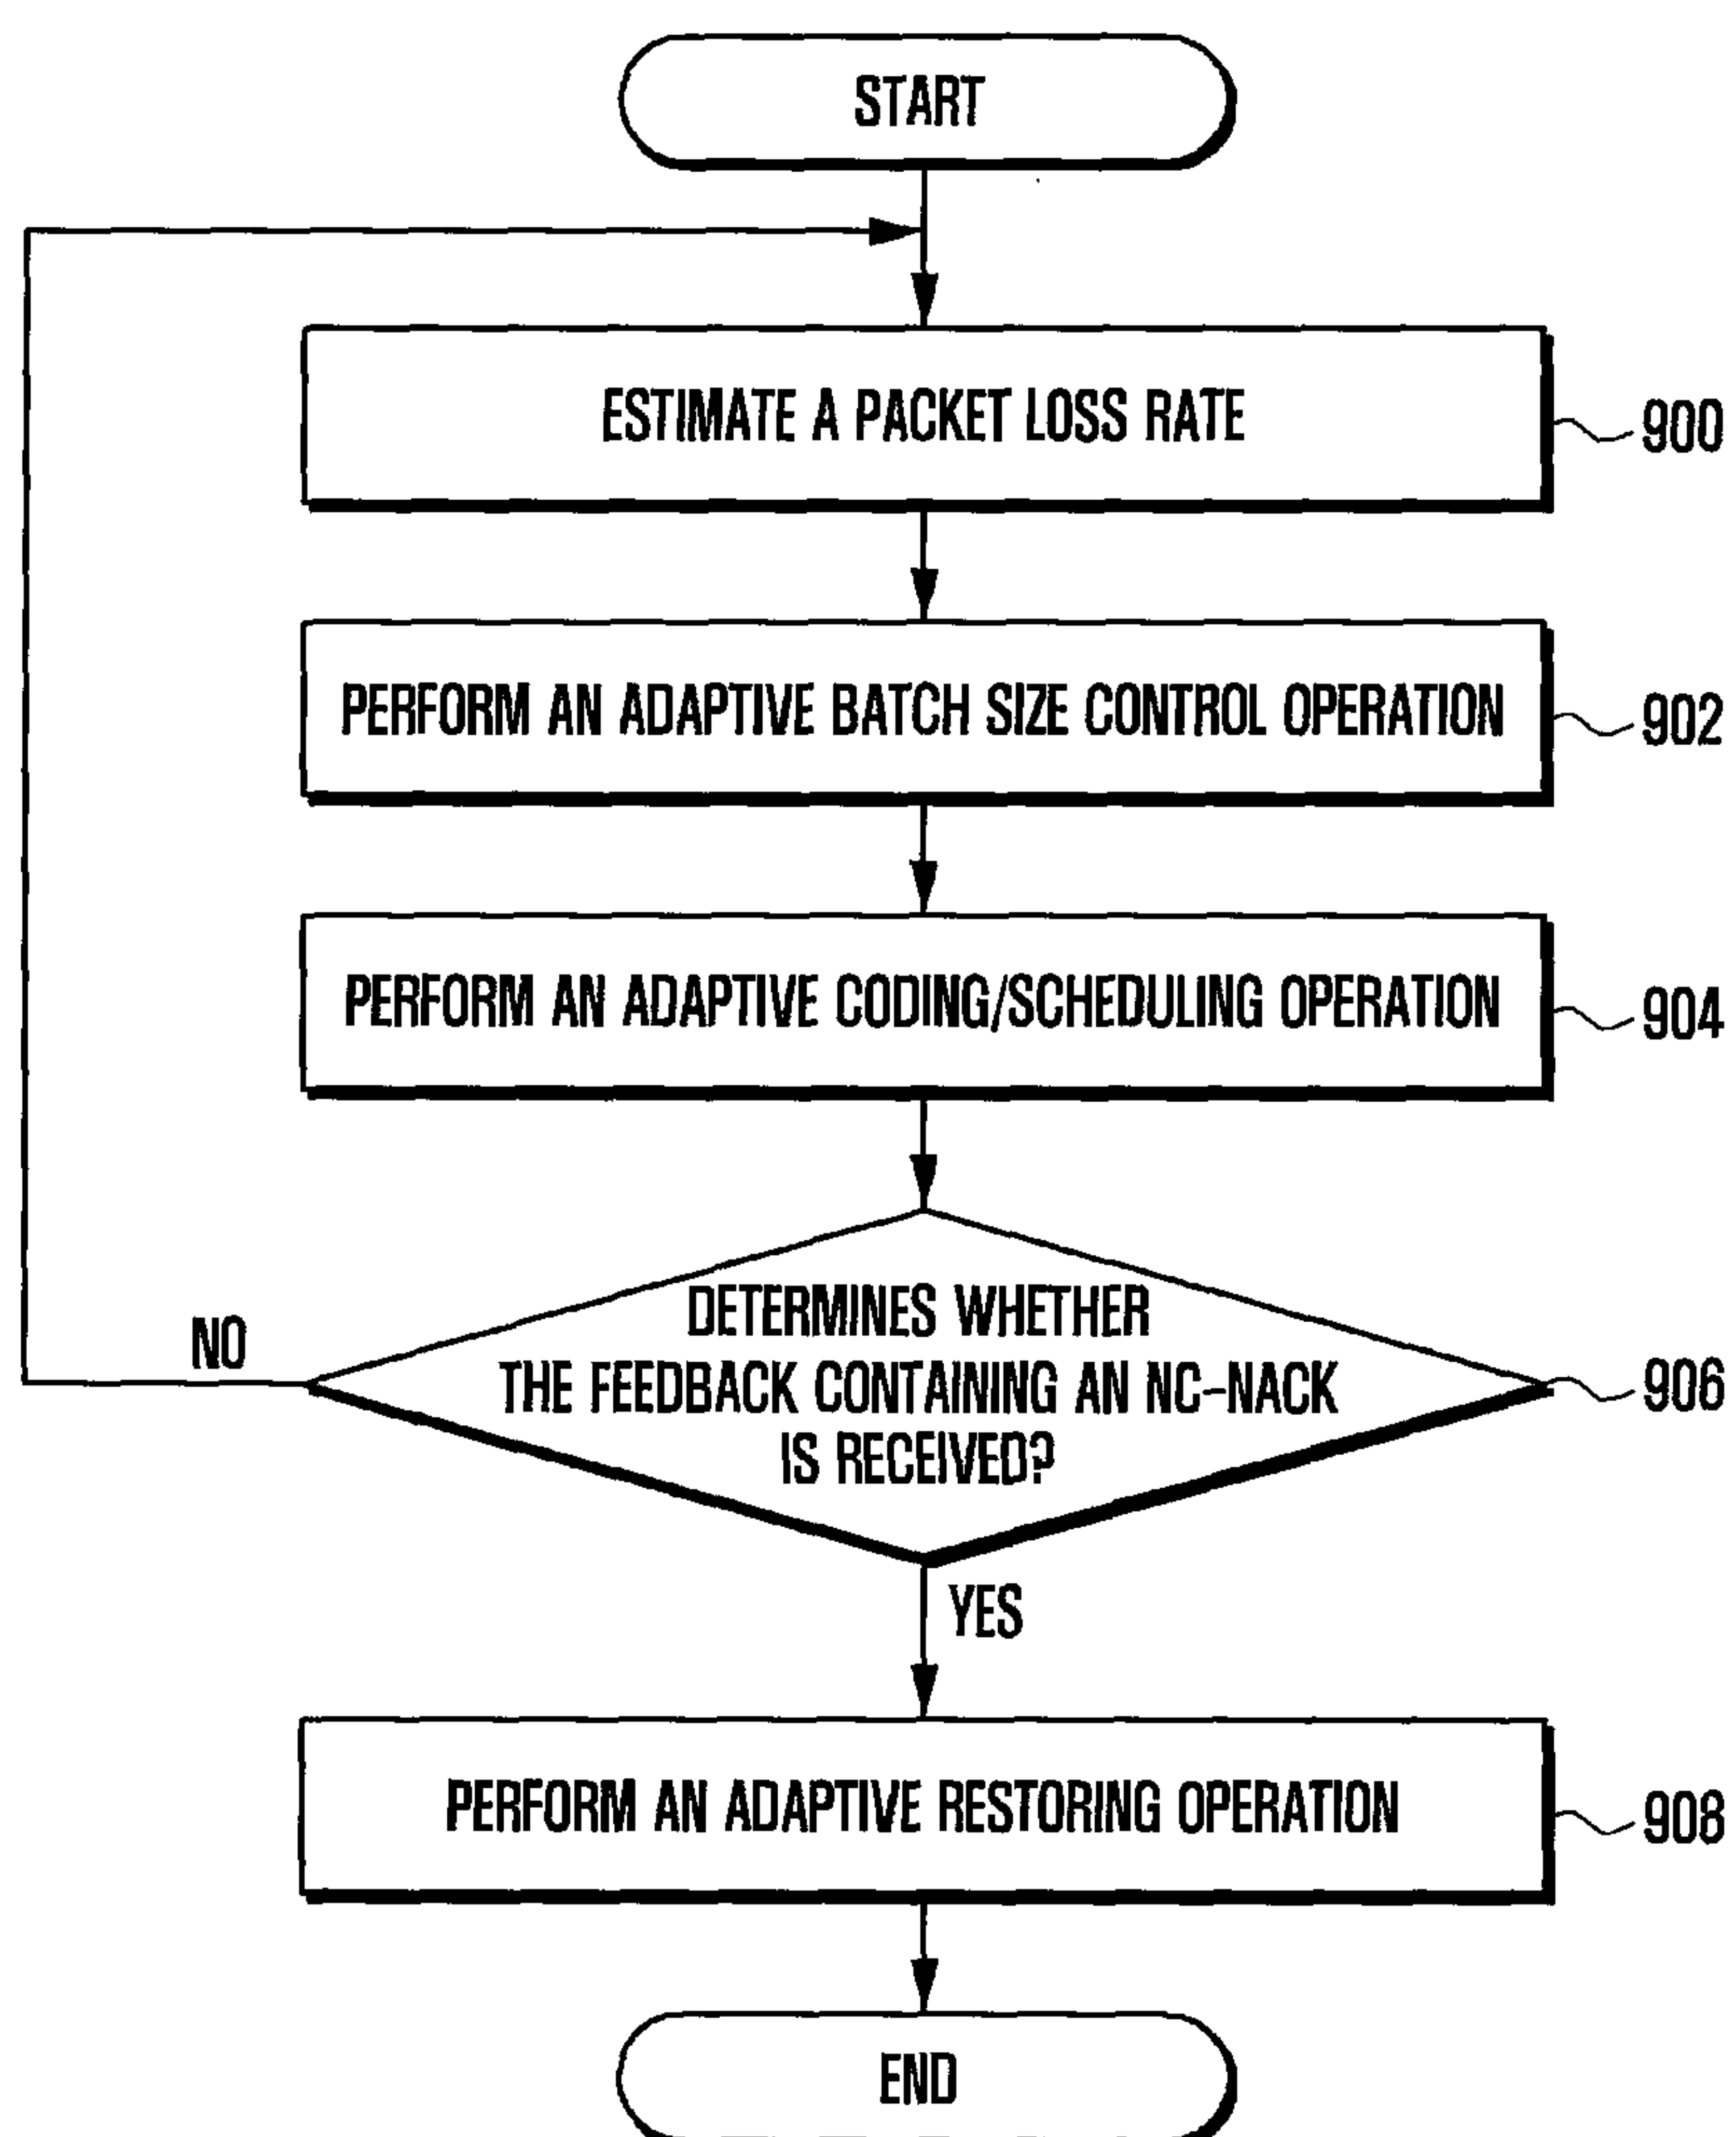 START
ESTIMATE A PACKET LOSS RATE
900
PERFORM AN ADAPTIVE BATCH SIZE CONTROL OPERATION
902
PERFORM AN ADAPTIVE CODING/SCHEDULING OPERATION
904
DETERMINES WHETHER
THE FEEDBACK CONTAINING AN NC-NACK
IS RECEIVED?
906
NO
YES
PERFORM AN ADAPTIVE RESTORING OPERATION
908
END